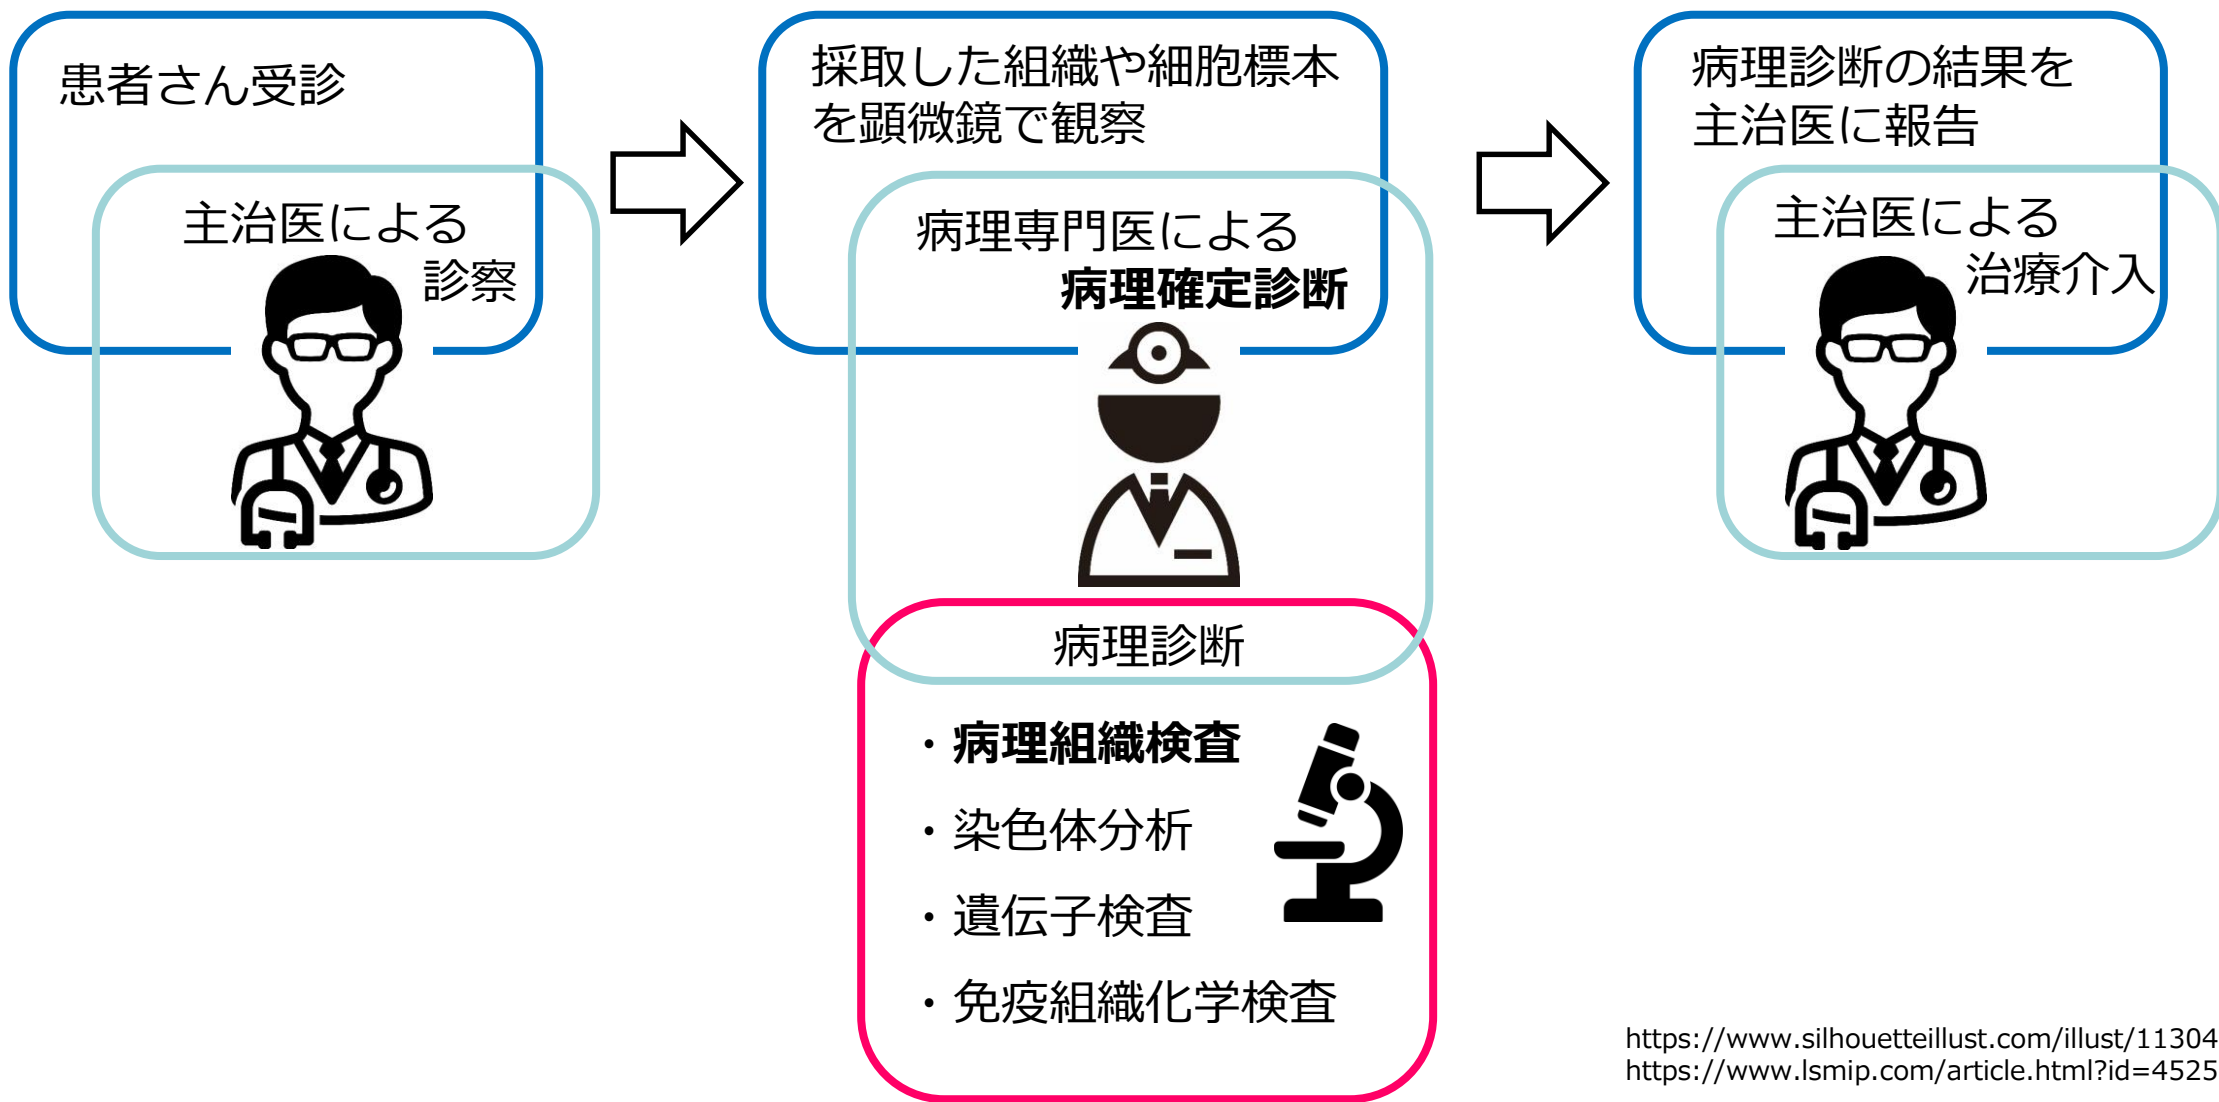 患者さん受診
主治医による
診察
採取した組織や細胞標本
を顕微鏡で観察
病理専門医による
病理確定診断
病理診断
・病理組織検査
・染色体分析
・遺伝子検査
・免疫組織化学検査
病理診断の結果を
主治医に報告
主治医による
治療介入
https://www.silhouetteillust.com/illust/11304
https://www.lsmip.com/article.html?id=4525